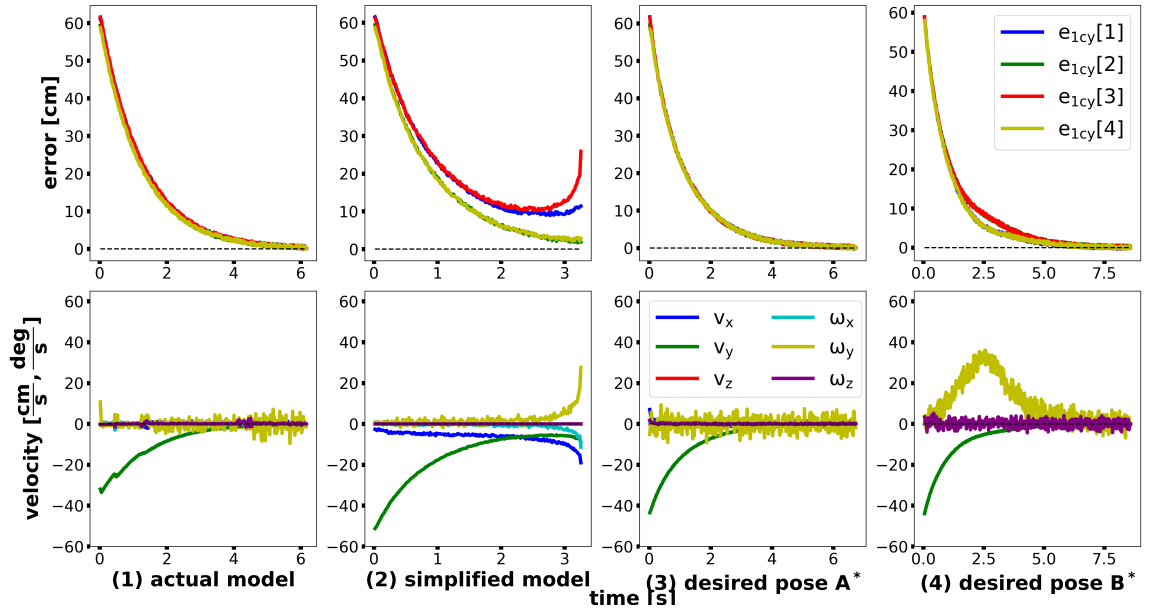 error [cm]
60
50
40
30
20
10
0
0 2 4 6
60
50
40
30
20
10
0
0 1 2 3
60
50
40
30
20
10
0
0 2 4 6
60
50
40
30
20
10
0
0.0 2.5 5.0 7.5
e1cy[1]
e1cy[2]
e1cy[3]
e1cy[4]
velocity [cm/s, deg/s]
60
40
20
0
−20
−40
−60
0 2 4 6
60
40
20
0
−20
−40
−60
0 1 2 3
60
40
20
0
−20
−40
−60
0 2 4 6
vx ωx
vy ωy
vz ωz
60
40
20
0
−20
−40
−60
0.0 2.5 5.0 7.5
(1) actual model
(2) simplified model
(3) desired pose A*
(4) desired pose B*
time [s]